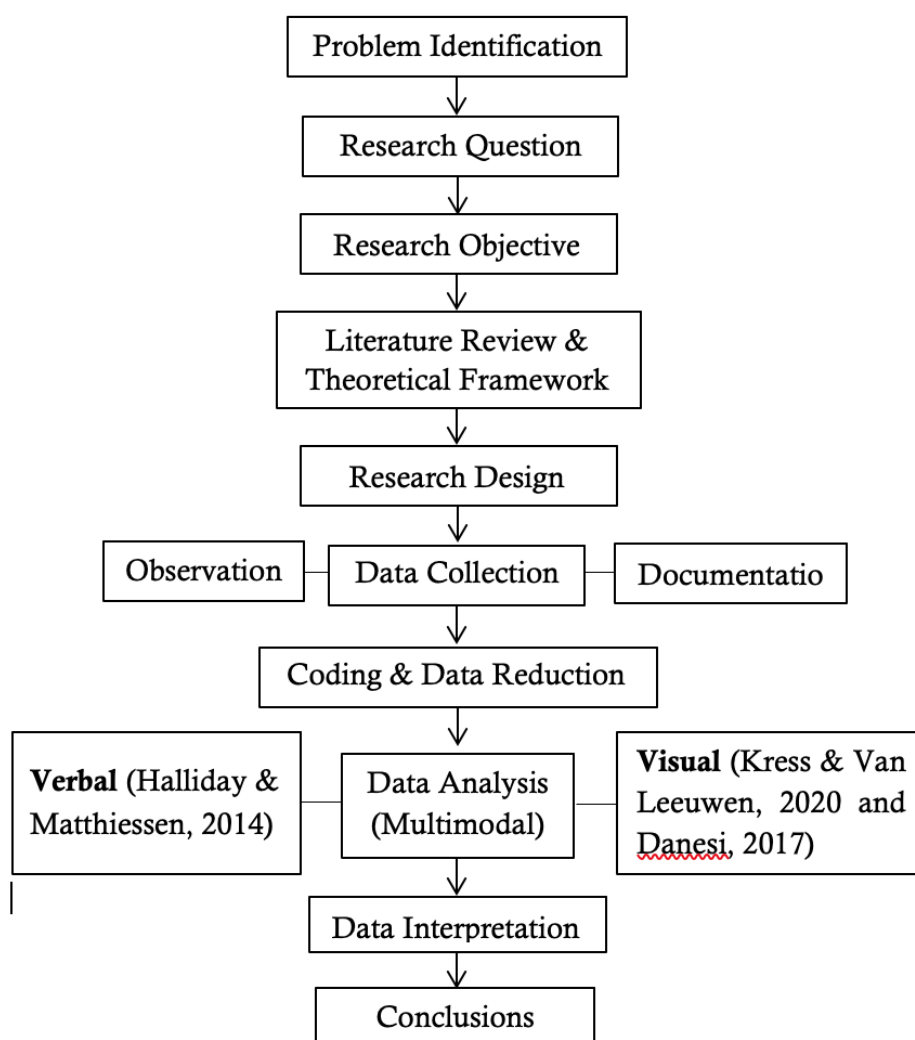 Problem Identification
Research Question
Research Objective
Literature Review &
Theoretical Framework
Research Design
Observation
Data Collection
Documentatio
Coding & Data Reduction
Verbal (Halliday &
Matthiessen, 2014)
Data Analysis
(Multimodal)
Visual (Kress & Van
Leeuwen, 2020 and
Danesi, 2017)
Data Interpretation
Conclusions